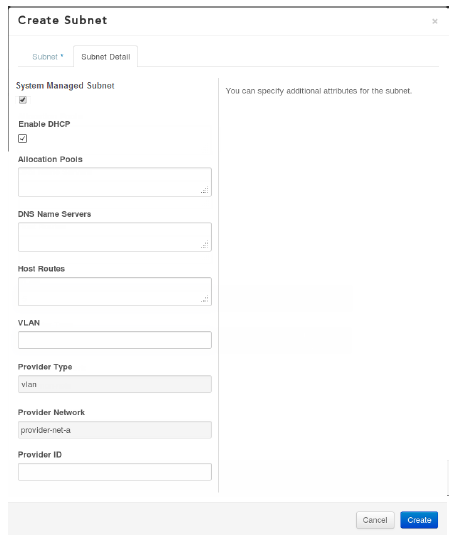 Create Subnet
×
Subnet *
Subnet Detail
System Managed Subnet
You can specify additional attributes for the subnet.
Enable DHCP
Allocation Pools
DNS Name Servers
Host Routes
VLAN
Provider Type
vlan
Provider Network
provider-net-a
Provider ID
Cancel
Create